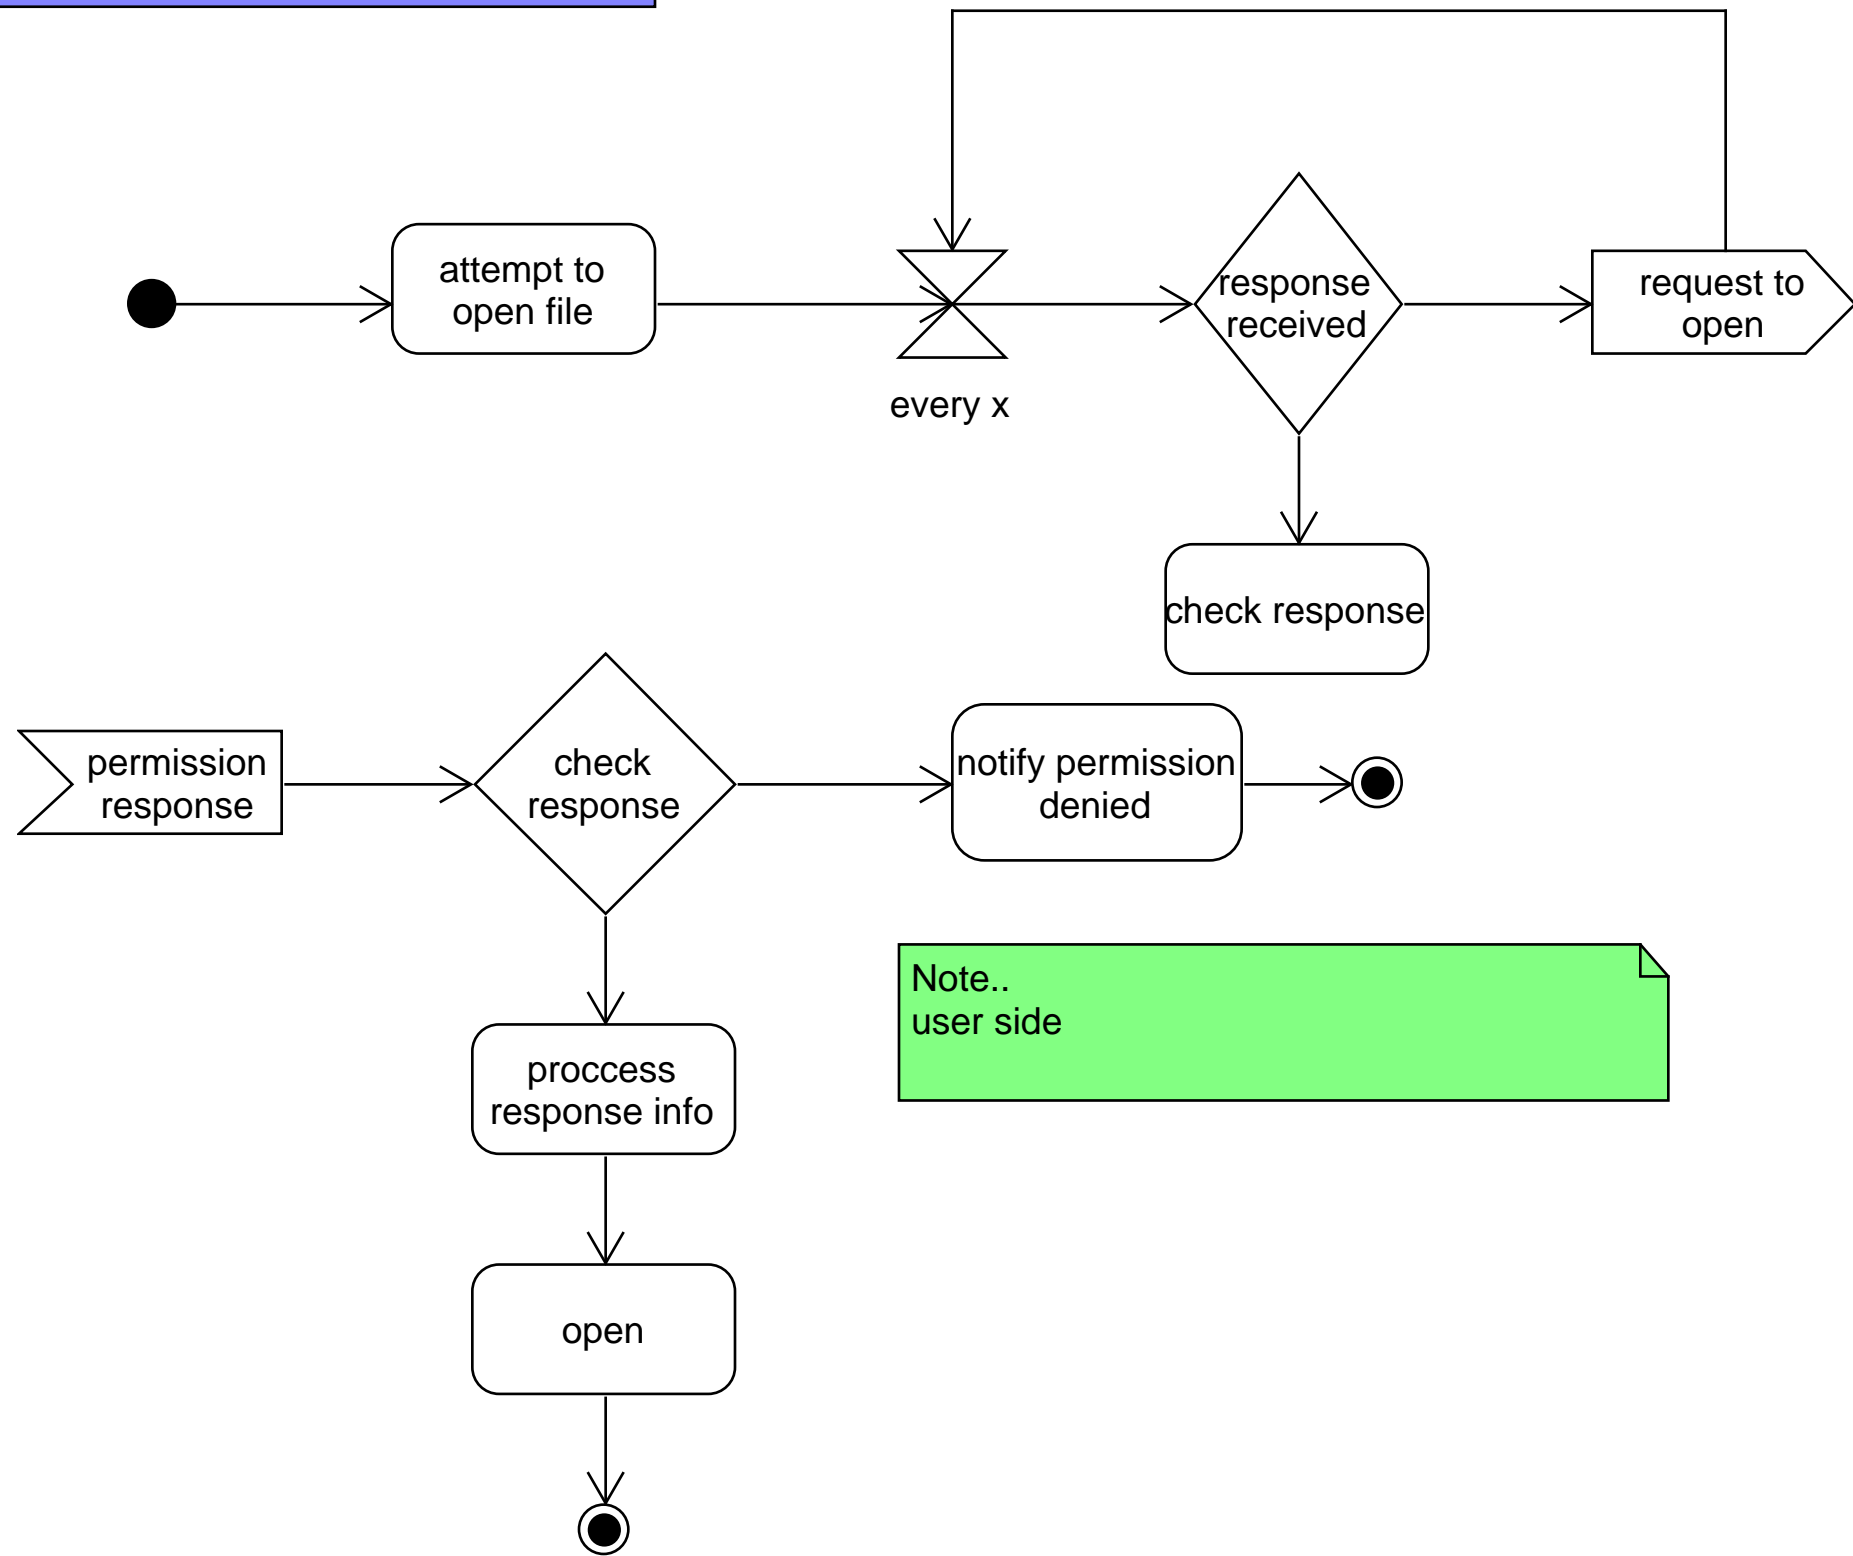 attempt to
open file
response
received
request to
open
every x
check response
permission
response
check
response
notify permission
denied
Note..
user side
proccess
response info
open